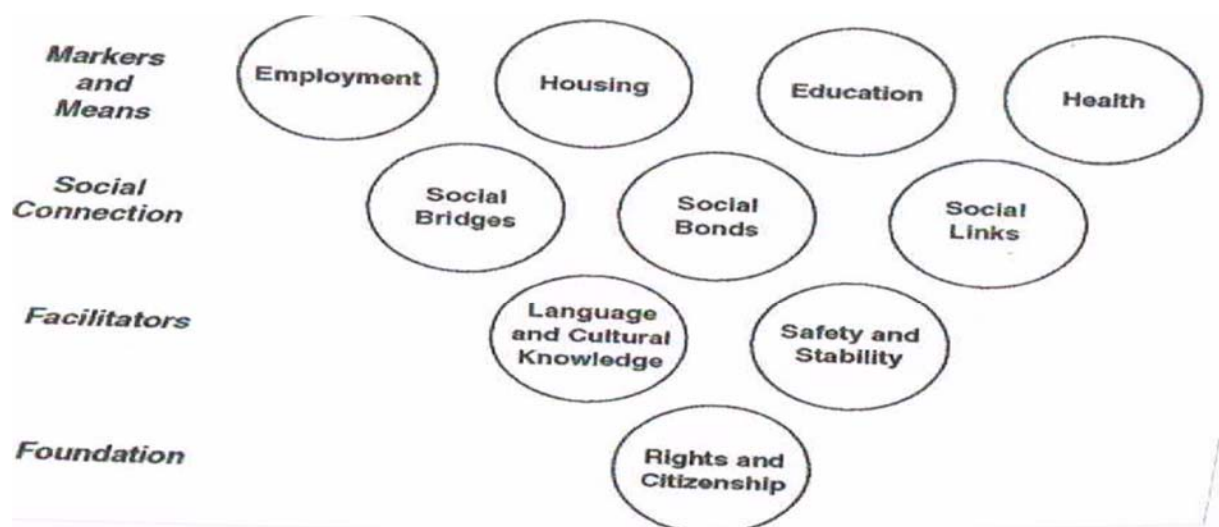 Markers
and
Means
Employment
Housing
Education
Health
Social
Connection
Social
Bridges
Social
Bonds
Social
Links
Facilitators
Language
and Cultural
Knowledge
Safety and
Stability
Foundation
Rights and
Citizenship